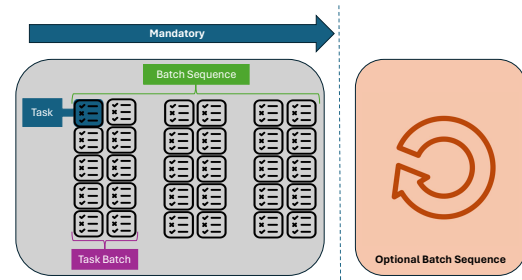 Mandatory
Batch Sequence
Task
Task Batch
Optional Batch Sequence